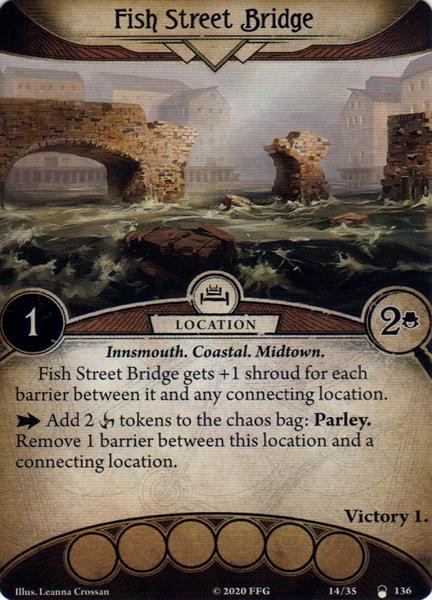 Fish Street Bridge
1
LOCATION
2
Innsmouth. Coastal. Midtown.
Fish Street Bridge gets +1 shroud for each
barrier between it and any connecting location.
Add 2 tokens to the chaos bag: Parley.
Remove 1 barrier between this location and a
connecting location.
Victory 1.
Illus. Leanna Crossan © 2020 FFG 14/35 136